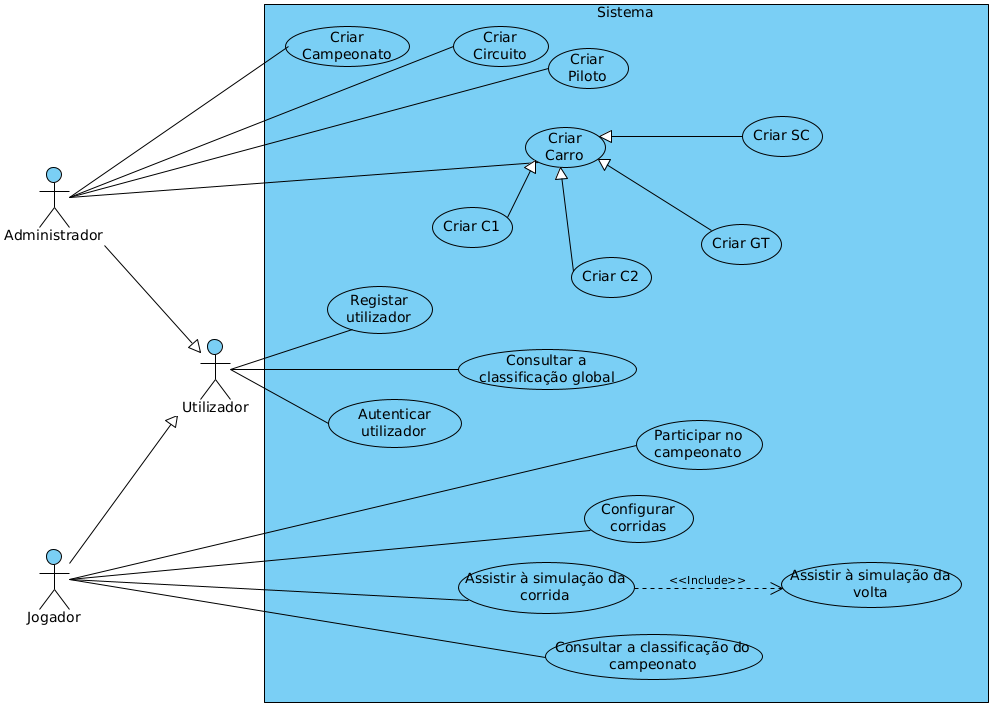 Sistema
Criar
Campeonato
Criar
Circuito
Criar
Piloto
Criar
Carro
Criar SC
Administrador
Criar C1
Criar GT
Criar C2
Registar
utilizador
Consultar a
classificação global
Utilizador
Autenticar
utilizador
Participar no
campeonato
Configurar
corridas
Assistir à simulação da
corrida
<<Include>>
Assistir à simulação da
volta
Jogador
Consultar a classificação do
campeonato